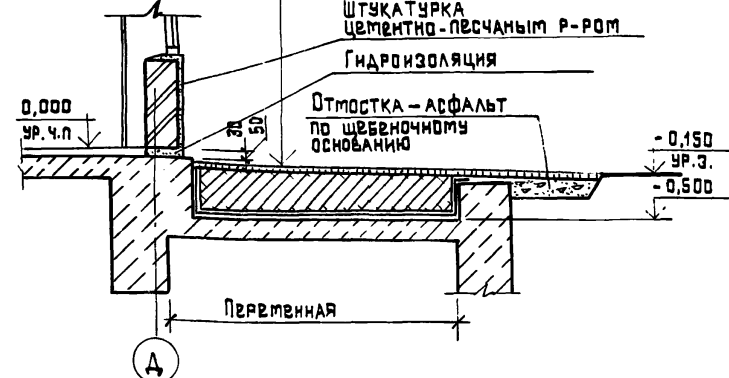 ШТУКАТУРКА
ЦЕМЕНТНО-ПЕСЧАНЫМ Р-РОМ
ГИДРОИЗОЛЯЦИЯ
0,000
УР. Ч.П
ОТМОСТКА — АСФАЛЬТ
ПО ЩЕБЕНОЧНОМУ
ОСНОВАНИЮ
30
50
-0,150
УР.З.
-0,500
ПЕРЕМЕННАЯ
Д